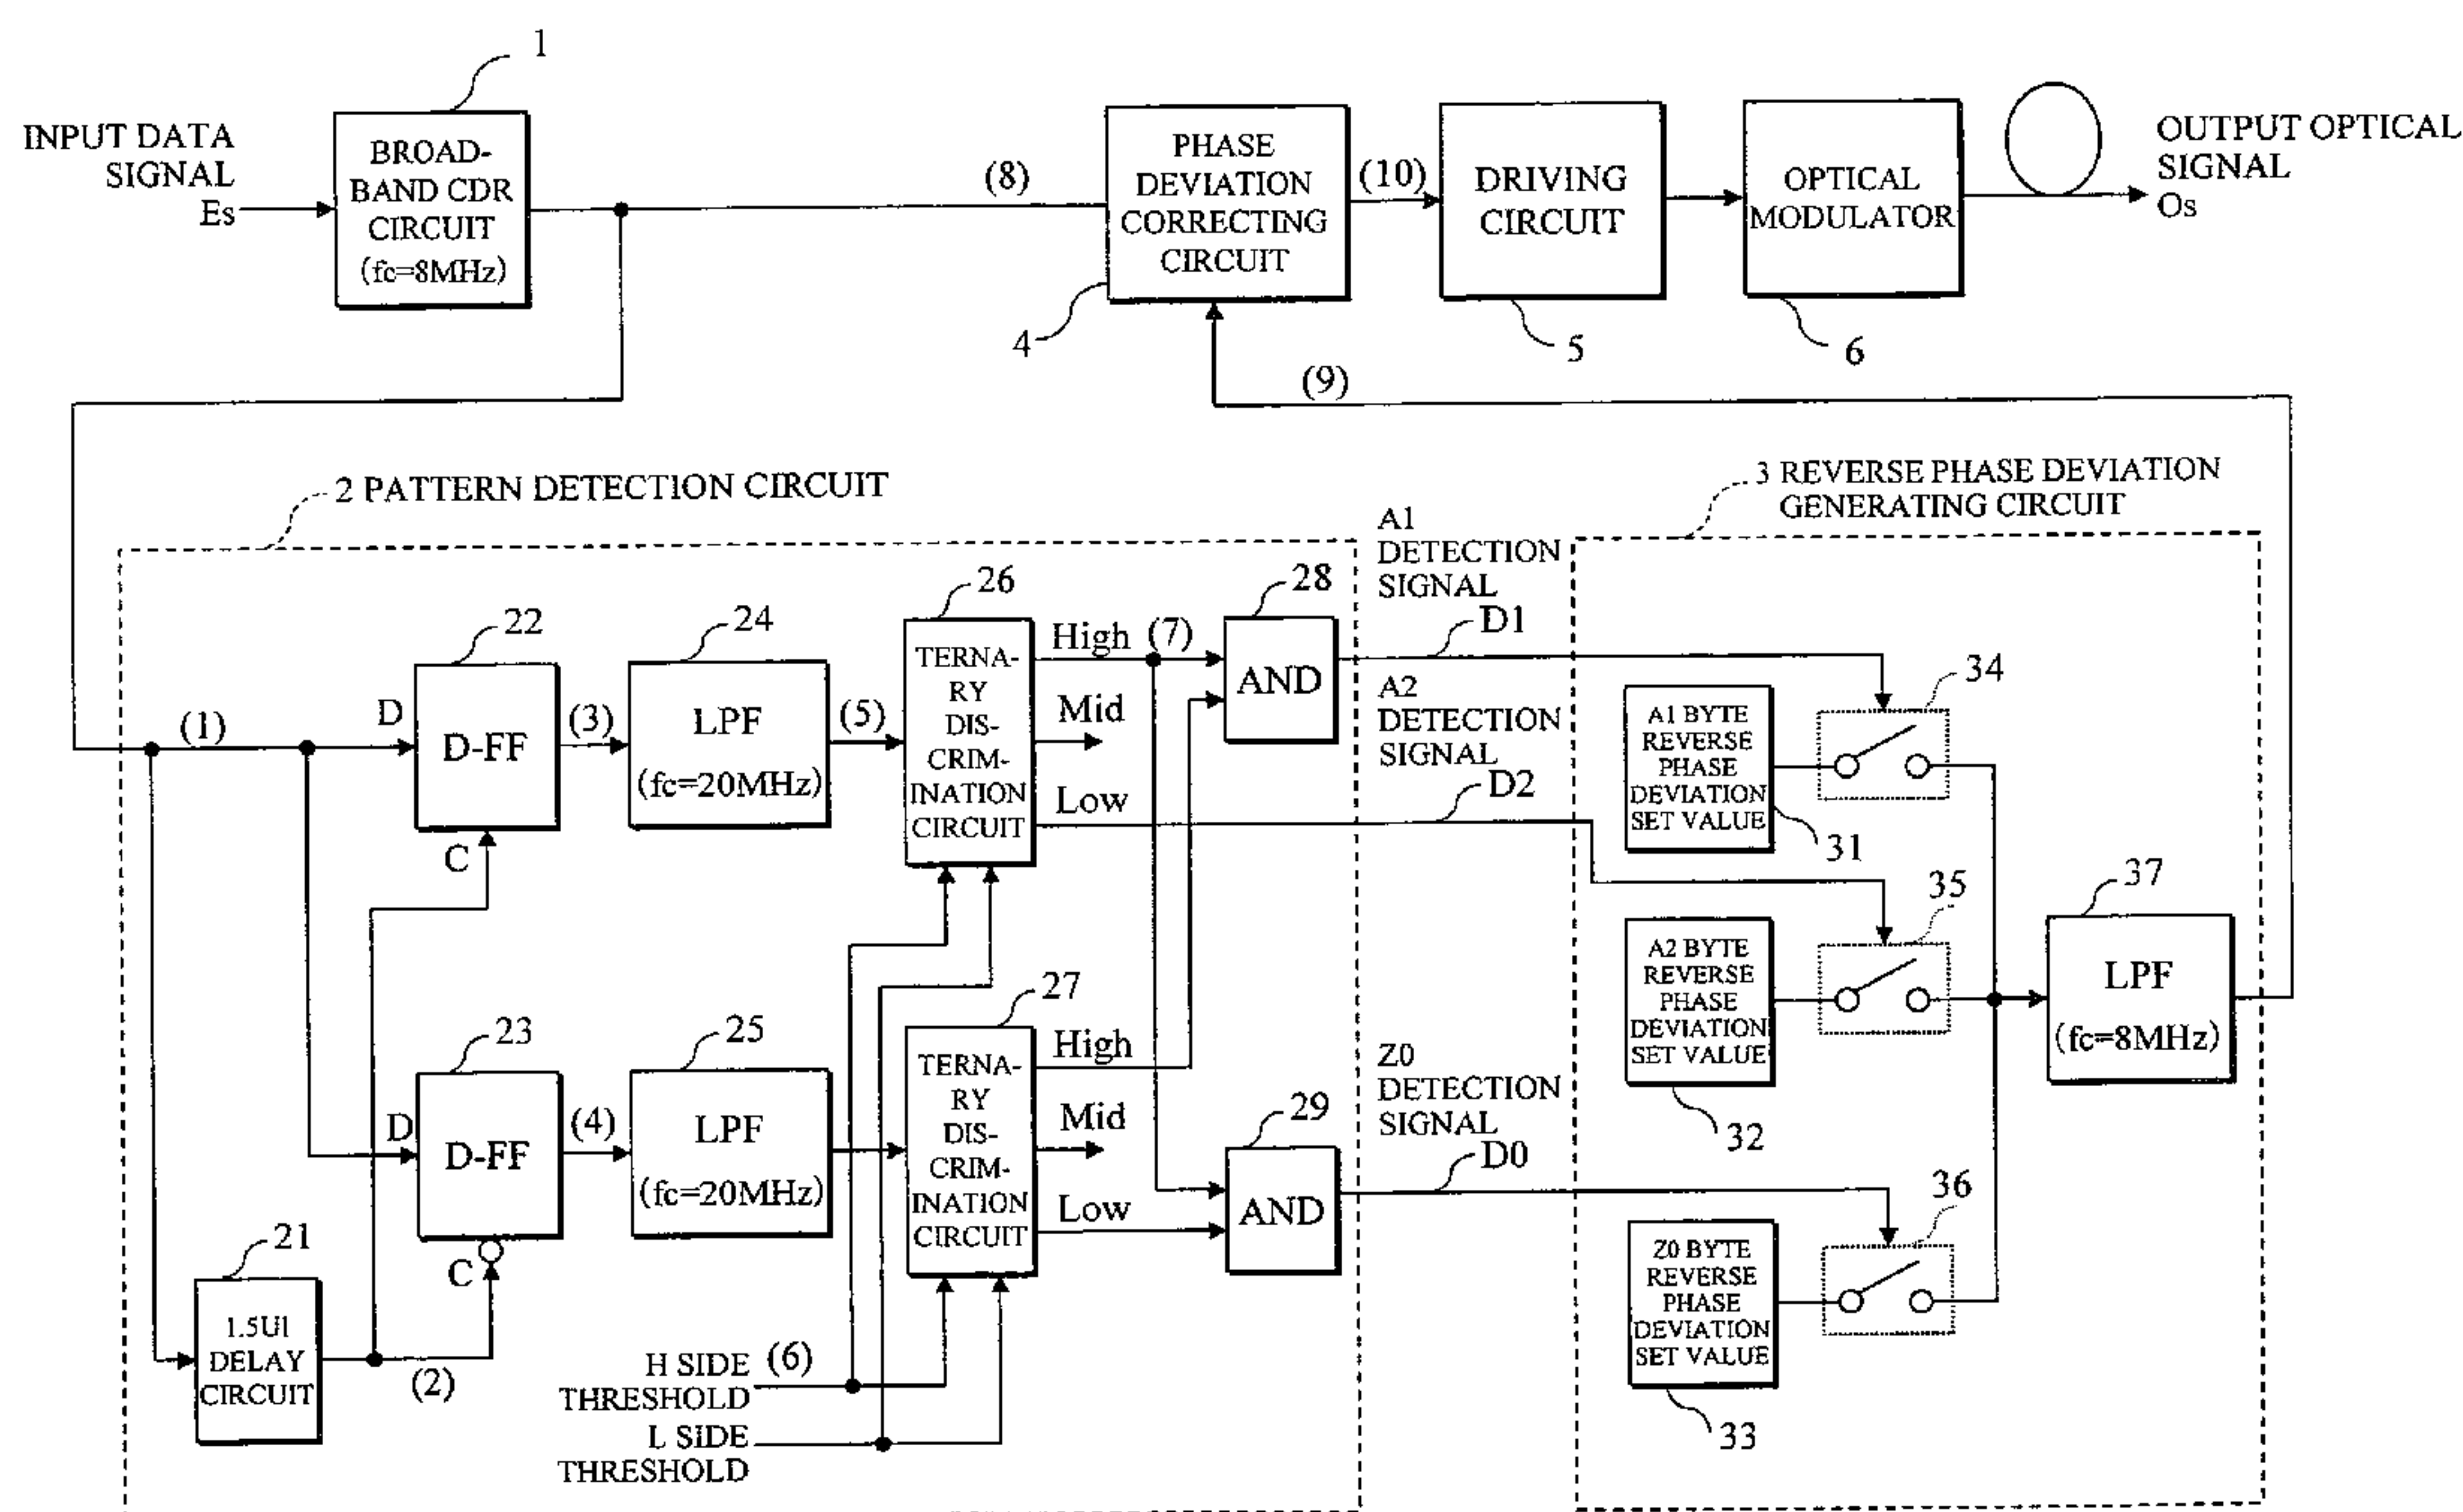 1
INPUT DATA
SIGNAL
Es
BROAD-
BAND CDR
CIRCUIT
(fc=8MHz)
(8)
PHASE
DEVIATION
CORRECTING
CIRCUIT
4
(10)
DRIVING
CIRCUIT
5
OPTICAL
MODULATOR
6
OUTPUT OPTICAL
SIGNAL
Os
(9)
2 PATTERN DETECTION CIRCUIT
3 REVERSE PHASE DEVIATION
GENERATING CIRCUIT
(1)
D
22
D-FF
C
(3)
24
LPF
(fc=20MHz)
(5)
26
TERNA-
RY
DIS-
CRIM-
INATION
CIRCUIT
High
(7)
Mid
Low
28
AND
A1
DETECTION
SIGNAL
D1
A2
DETECTION
SIGNAL
D2
A1 BYTE
REVERSE
PHASE
DEVIATION
SET VALUE
31
34
D
23
D-FF
C
(4)
25
LPF
(fc=20MHz)
27
TERNA-
RY
DIS-
CRIM-
INATION
CIRCUIT
High
Mid
Low
29
AND
Z0
DETECTION
SIGNAL
D0
A2 BYTE
REVERSE
PHASE
DEVIATION
SET VALUE
32
35
37
LPF
(fc=8MHz)
21
1.5UI
DELAY
CIRCUIT
(2)
H SIDE
THRESHOLD
(6)
L SIDE
THRESHOLD
Z0 BYTE
REVERSE
PHASE
DEVIATION
SET VALUE
33
36